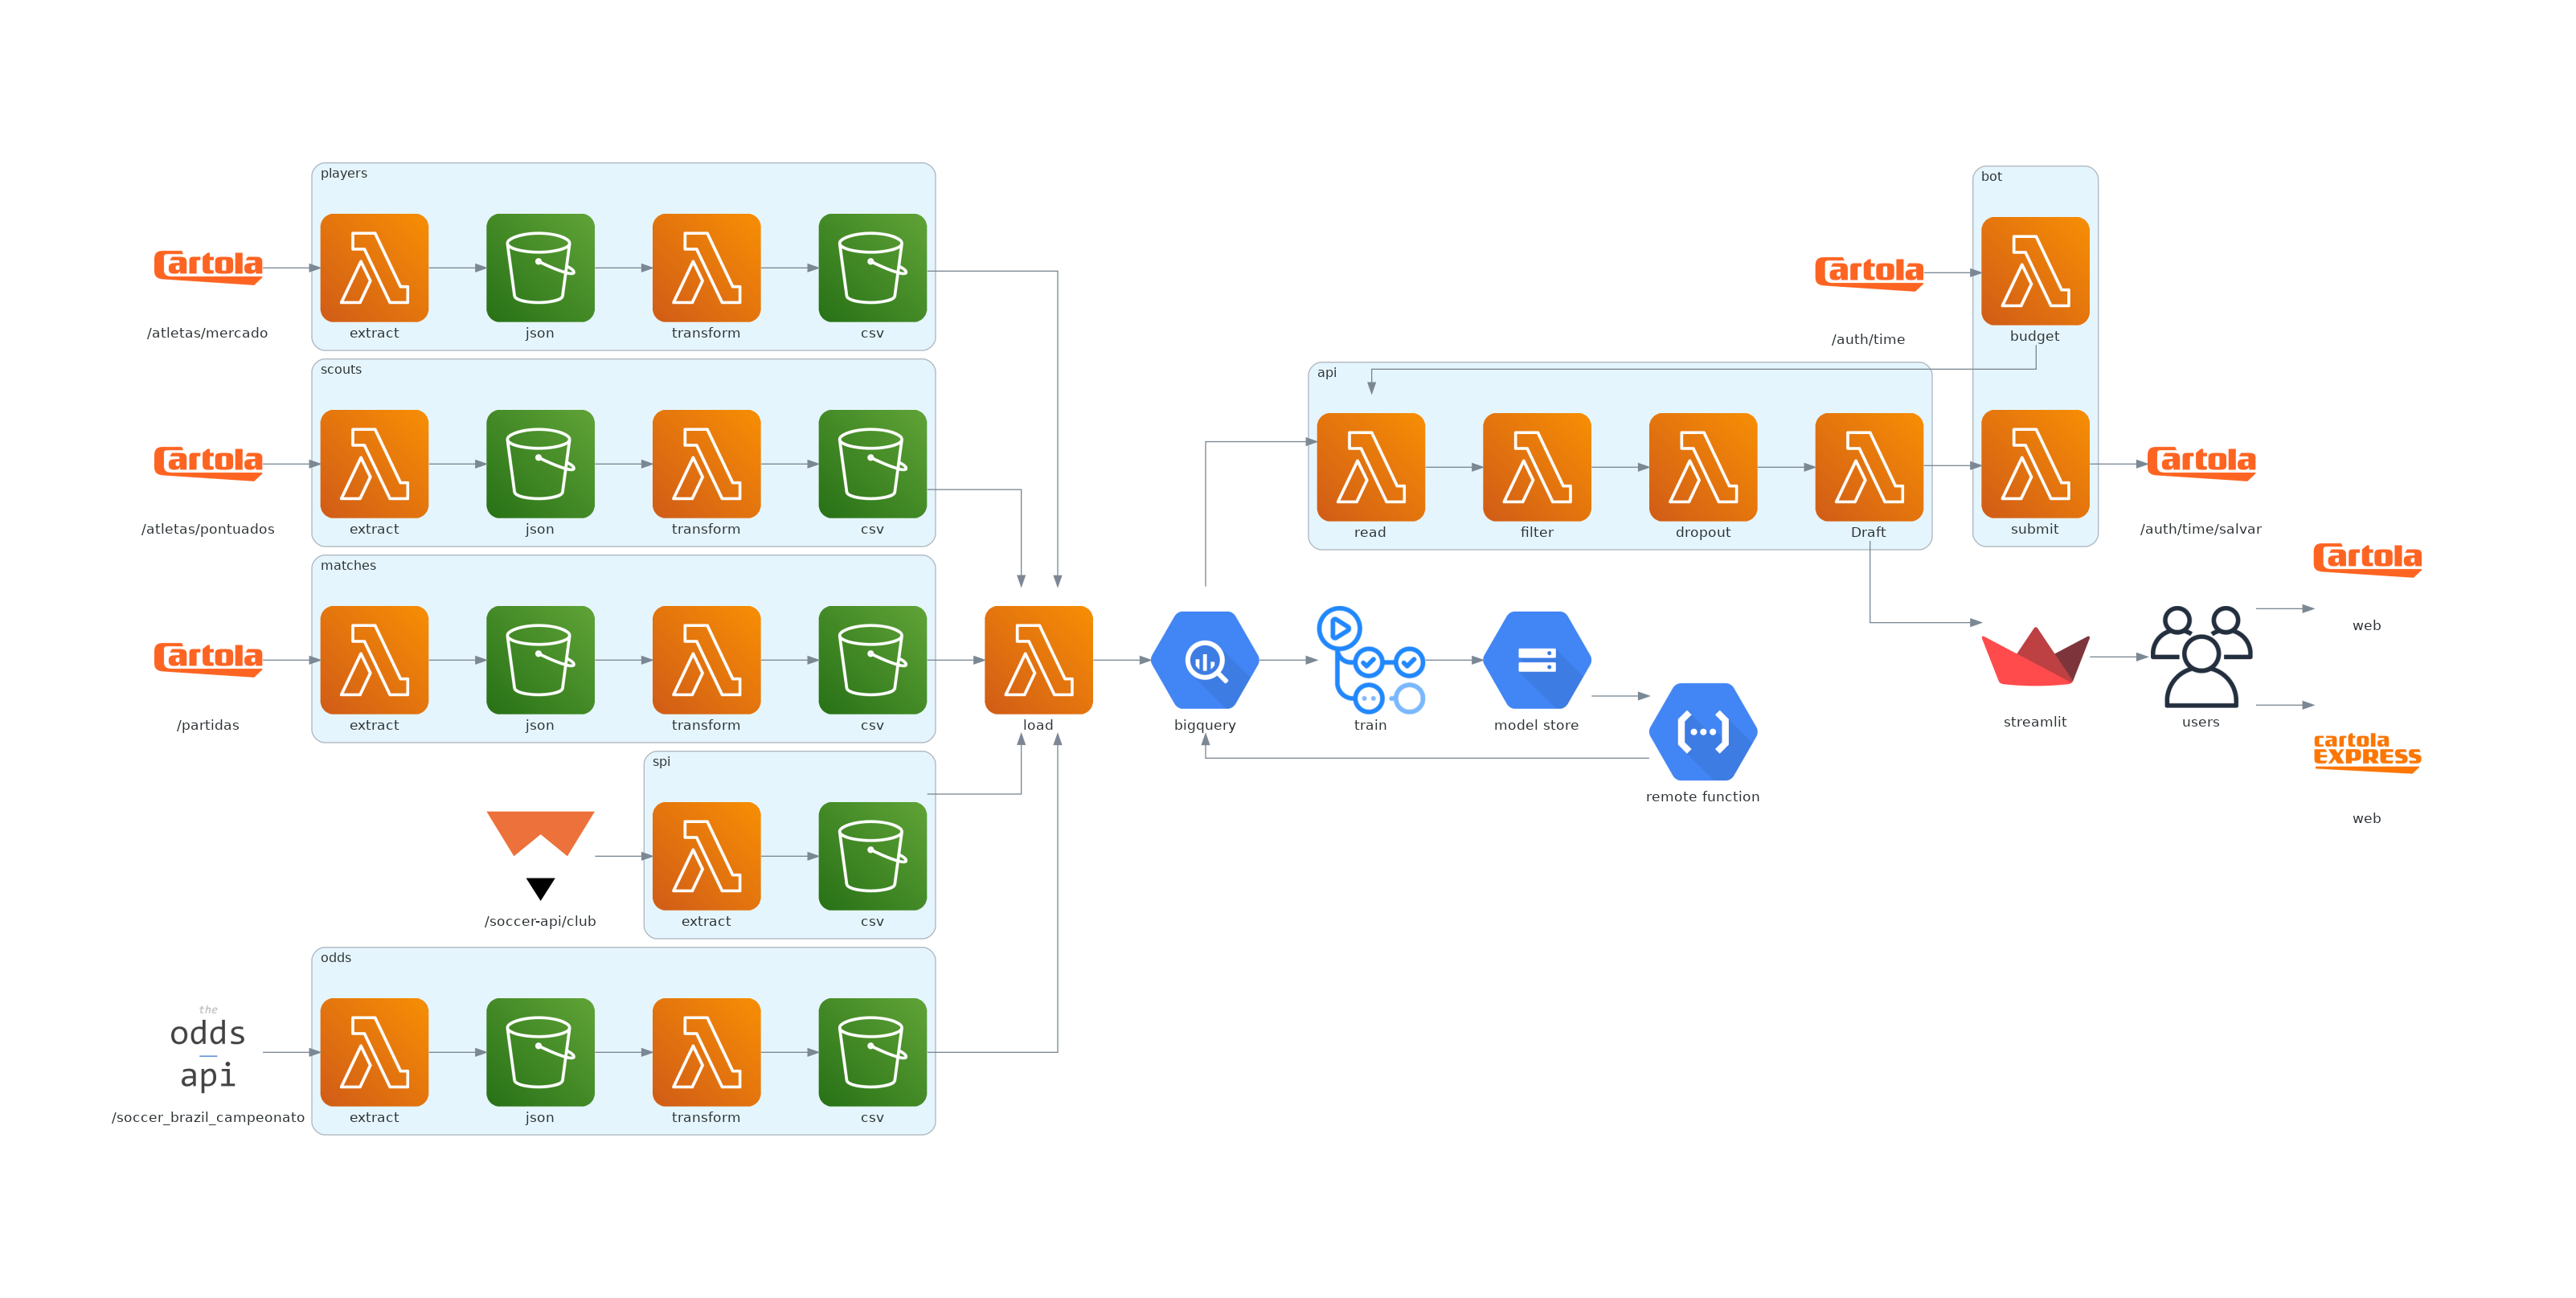 players
cartola
/atletas/mercado
extract
json
transform
csv
scouts
cartola
/atletas/pontuados
extract
json
transform
csv
matches
cartola
/partidas
extract
json
transform
csv
spi
/soccer-api/club
extract
csv
odds
the
odds
api
/soccer_brazil_campeonato
extract
json
transform
csv
load
bigquery
train
model store
remote function
api
read
filter
dropout
Draft
bot
cartola
/auth/time
budget
submit
cartola
/auth/time/salvar
streamlit
users
cartola
web
cartola
EXPRESS
web